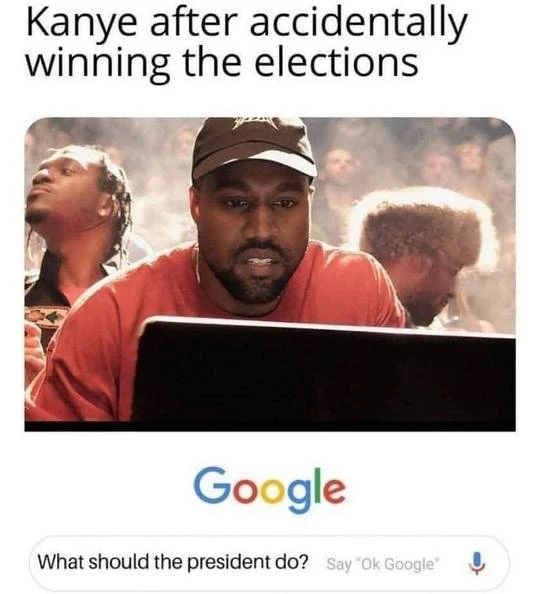 Kanye after accidentally
winning the elections
Google
What should the president do? Say "Ok Google"